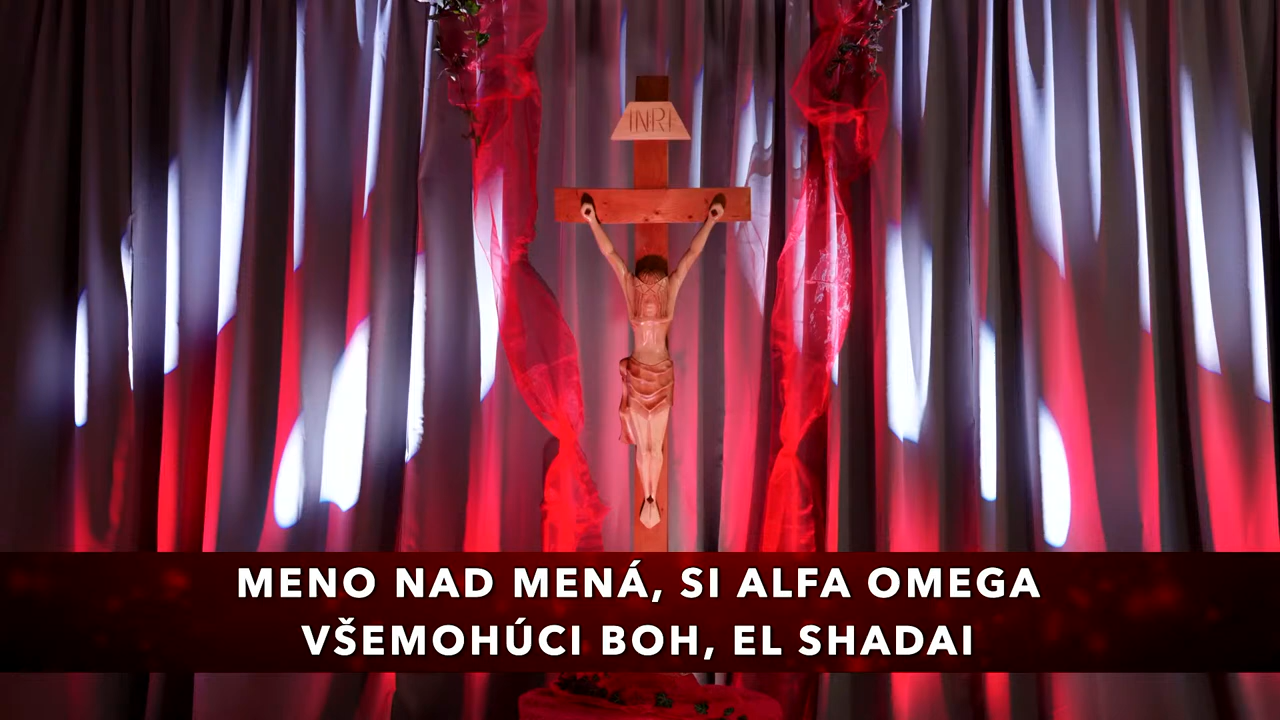 INRI
MENO NAD MENÁ, SI ALFA OMEGA
VŠEMOHÚCI BOH, EL SHADAI